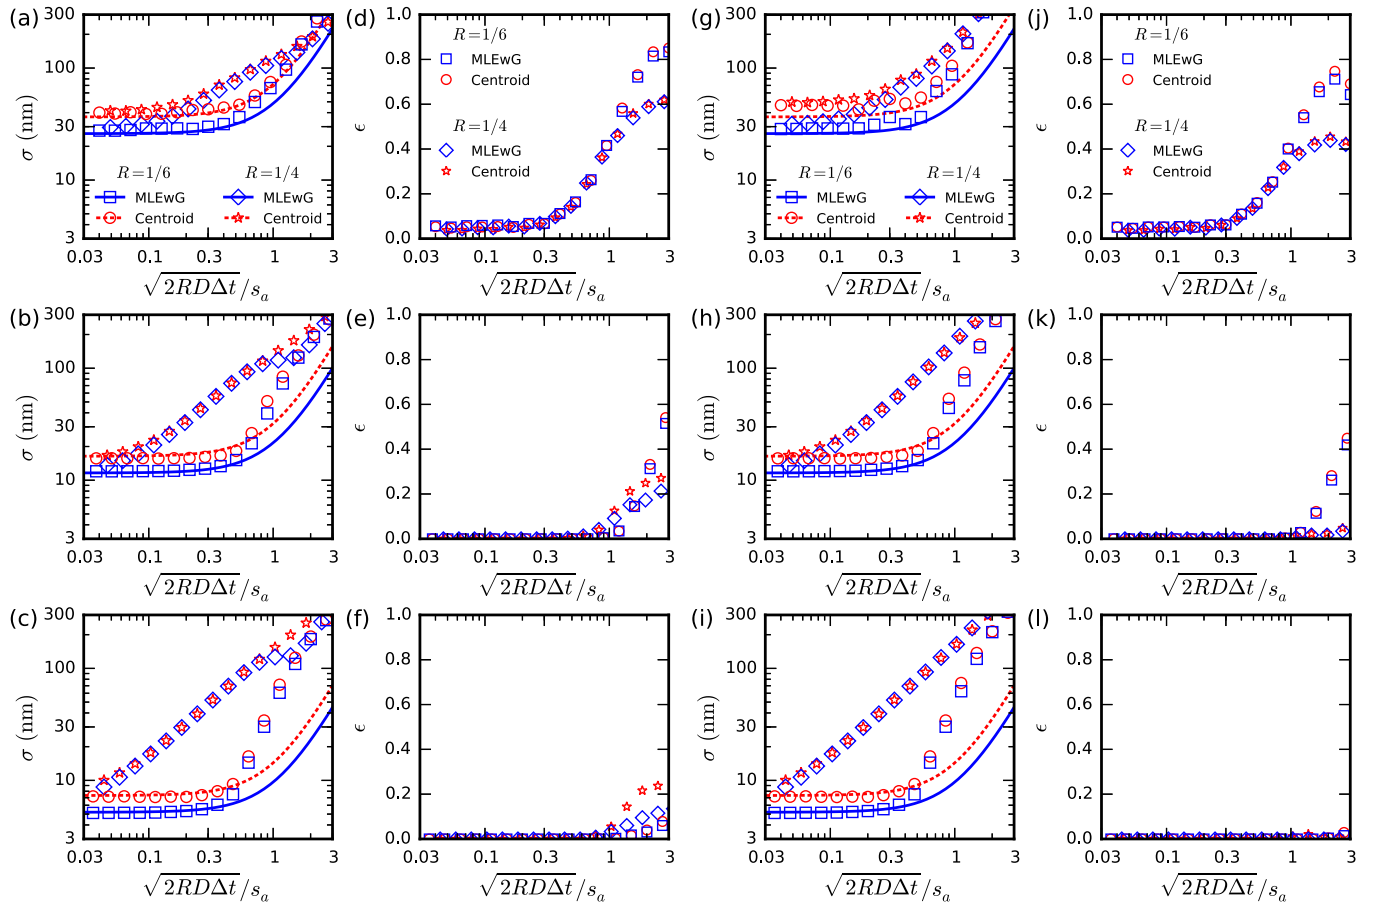 (a)
300
100
30
10
3
σ (nm)
R=1/6 R=1/4
MLEwG MLEwG
Centroid Centroid
0.03 0.1 0.3 1 3
√2RDΔt/s_a
(d)
1.0
0.8
0.6
0.4
0.2
0.0
ϵ
R=1/6
MLEwG
Centroid
R=1/4
MLEwG
Centroid
0.03 0.1 0.3 1 3
√2RDΔt/s_a
(g)
300
100
30
10
3
σ (nm)
R=1/6 R=1/4
MLEwG MLEwG
Centroid Centroid
0.03 0.1 0.3 1 3
√2RDΔt/s_a
(j)
1.0
0.8
0.6
0.4
0.2
0.0
ϵ
R=1/6
MLEwG
Centroid
R=1/4
MLEwG
Centroid
0.03 0.1 0.3 1 3
√2RDΔt/s_a
(b)
300
100
30
10
3
σ (nm)
0.03 0.1 0.3 1 3
√2RDΔt/s_a
(e)
1.0
0.8
0.6
0.4
0.2
0.0
ϵ
0.03 0.1 0.3 1 3
√2RDΔt/s_a
(h)
300
100
30
10
3
σ (nm)
0.03 0.1 0.3 1 3
√2RDΔt/s_a
(k)
1.0
0.8
0.6
0.4
0.2
0.0
ϵ
0.03 0.1 0.3 1 3
√2RDΔt/s_a
(c)
300
100
30
10
3
σ (nm)
0.03 0.1 0.3 1 3
√2RDΔt/s_a
(f)
1.0
0.8
0.6
0.4
0.2
0.0
ϵ
0.03 0.1 0.3 1 3
√2RDΔt/s_a
(i)
300
100
30
10
3
σ (nm)
0.03 0.1 0.3 1 3
√2RDΔt/s_a
(l)
1.0
0.8
0.6
0.4
0.2
0.0
ϵ
0.03 0.1 0.3 1 3
√2RDΔt/s_a